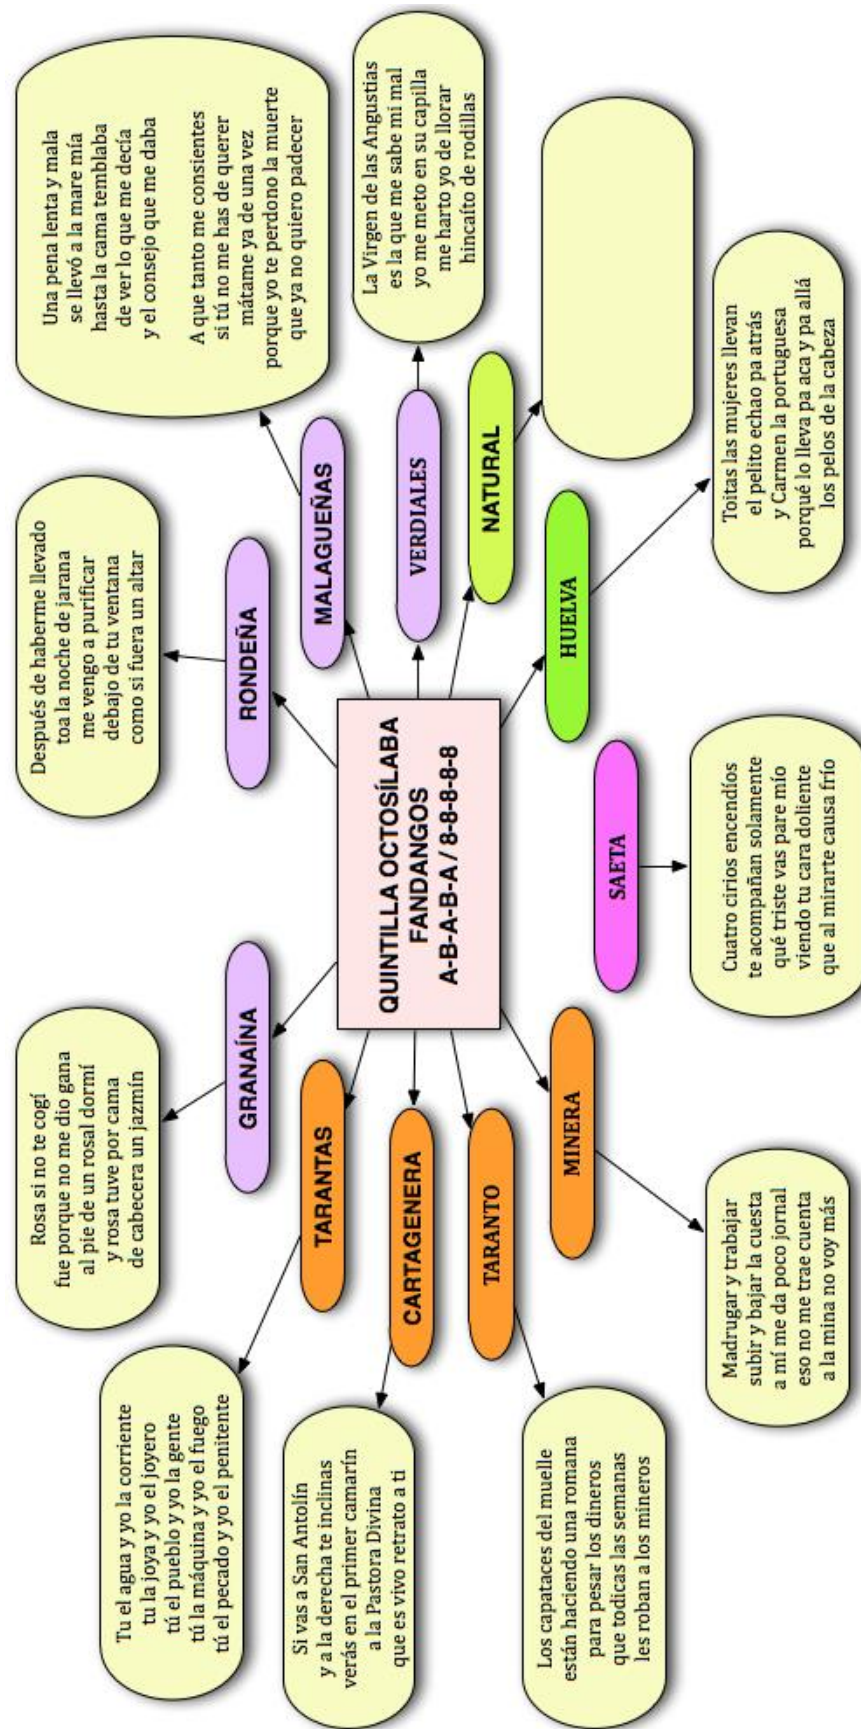 QUINTILLA OCTOSÍLABA
FANDANGOS
A-B-A-B-A / 8-8-8-8-8
GRANAÍNA
Rosa si no te cogí
fue porque no me dio gana
al pie de un rosal dormí
y rosa tuve por cama
de cabecera un jazmín
RONDEÑA
Después de haberme llevado
toa la noche de jarana
me vengo a purificar
debajo de tu ventana
como si fuera un altar
MALAGUEÑAS
Una pena lenta y mala
se llevó a la mare mía
hasta la cama temblaba
de ver lo que me decía
y el consejo que me daba
A que tanto me consientes
si tú no me has de querer
mátame ya de una vez
porque yo te perdono la muerte
que ya no quiero padecer
VERDIALES
La Virgen de las Angustias
es la que me sabe mi mal
yo me meto en su capilla
me harto yo de llorar
hincaíto de rodillas
NATURAL
HUELVA
Toitas las mujeres llevan
el pelito echao pa atrás
y Carmen la portuguesa
porqué lo lleva pa aca y pa allá
los pelos de la cabeza
SAETA
Cuatro cirios encendíos
te acompañan solamente
qué triste vas pare mío
viendo tu cara doliente
que al mirarte causa frío
MINERA
Madrugar y trabajar
subir y bajar la cuesta
a mí me da poco jornal
eso no me trae cuenta
a la mina no voy más
TARANTO
Los capataces del muelle
están haciendo una romana
para pesar los dineros
que todicas las semanas
les roban a los mineros
CARTAGENERA
Si vas a San Antolín
y a la derecha te inclinas
verás en el primer camarín
a la Pastora Divina
que es vivo retrato a ti
TARANTAS
Tu el agua y yo la corriente
tu la joya y yo el joyero
tú el pueblo y yo la gente
tú la máquina y yo el fuego
tú el pecado y yo el penitente